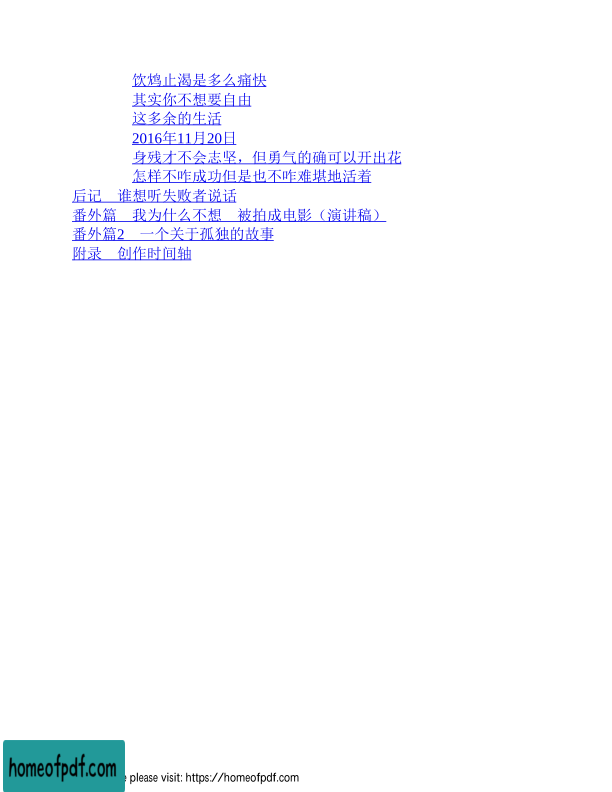 饮鸩止渴是多么痛快
其实你不想要自由
这多余的生活
2016年11月20日
身残才不会志坚，但勇气的确可以开出花
怎样不咋成功但是也不咋难堪地活着
后记　谁想听失败者说话
番外篇　我为什么不想　被拍成电影（演讲稿）
番外篇2　一个关于孤独的故事
附录　创作时间轴
homeofpdf.com
please visit: https://homeofpdf.com